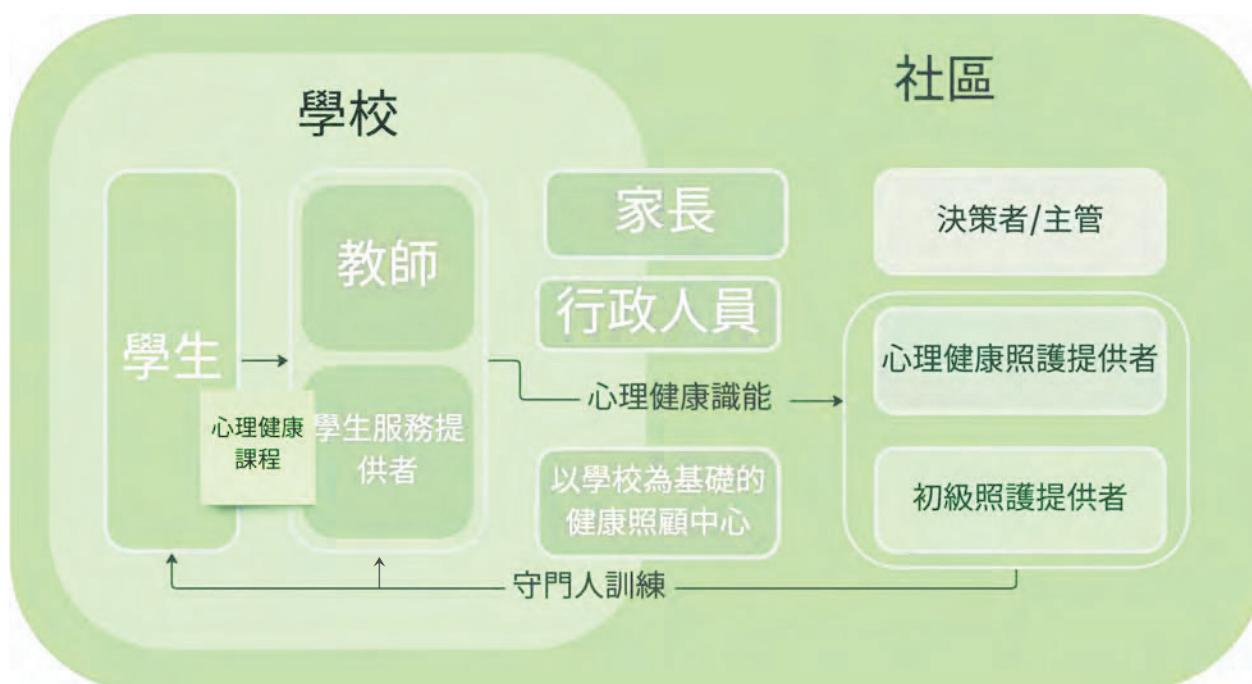 社區
學校
學生
心理健康
課程
教師
學生服務提
供者
家長
行政人員
心理健康識能
以學校為基礎的
健康照顧中心
決策者/主管
心理健康照護提供者
初級照護提供者
守門人訓練